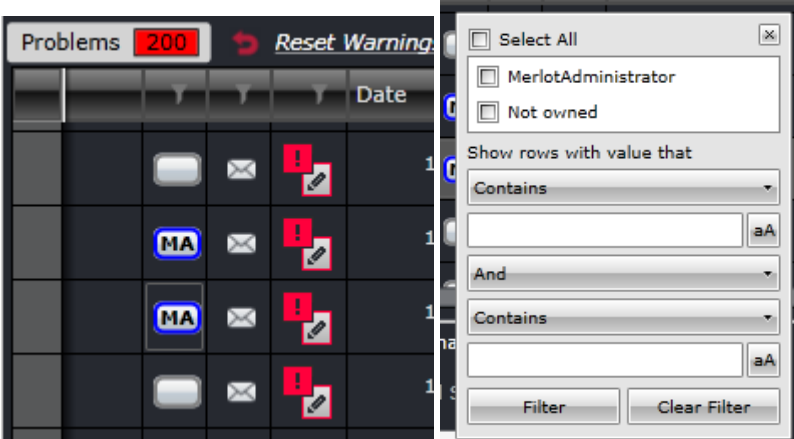 Problems 200 Reset Warning
Date
!
MA !
MA !
!
Select All
MerlotAdministrator
Not owned
Show rows with value that
Contains
aA
And
Contains
aA
Filter Clear Filter